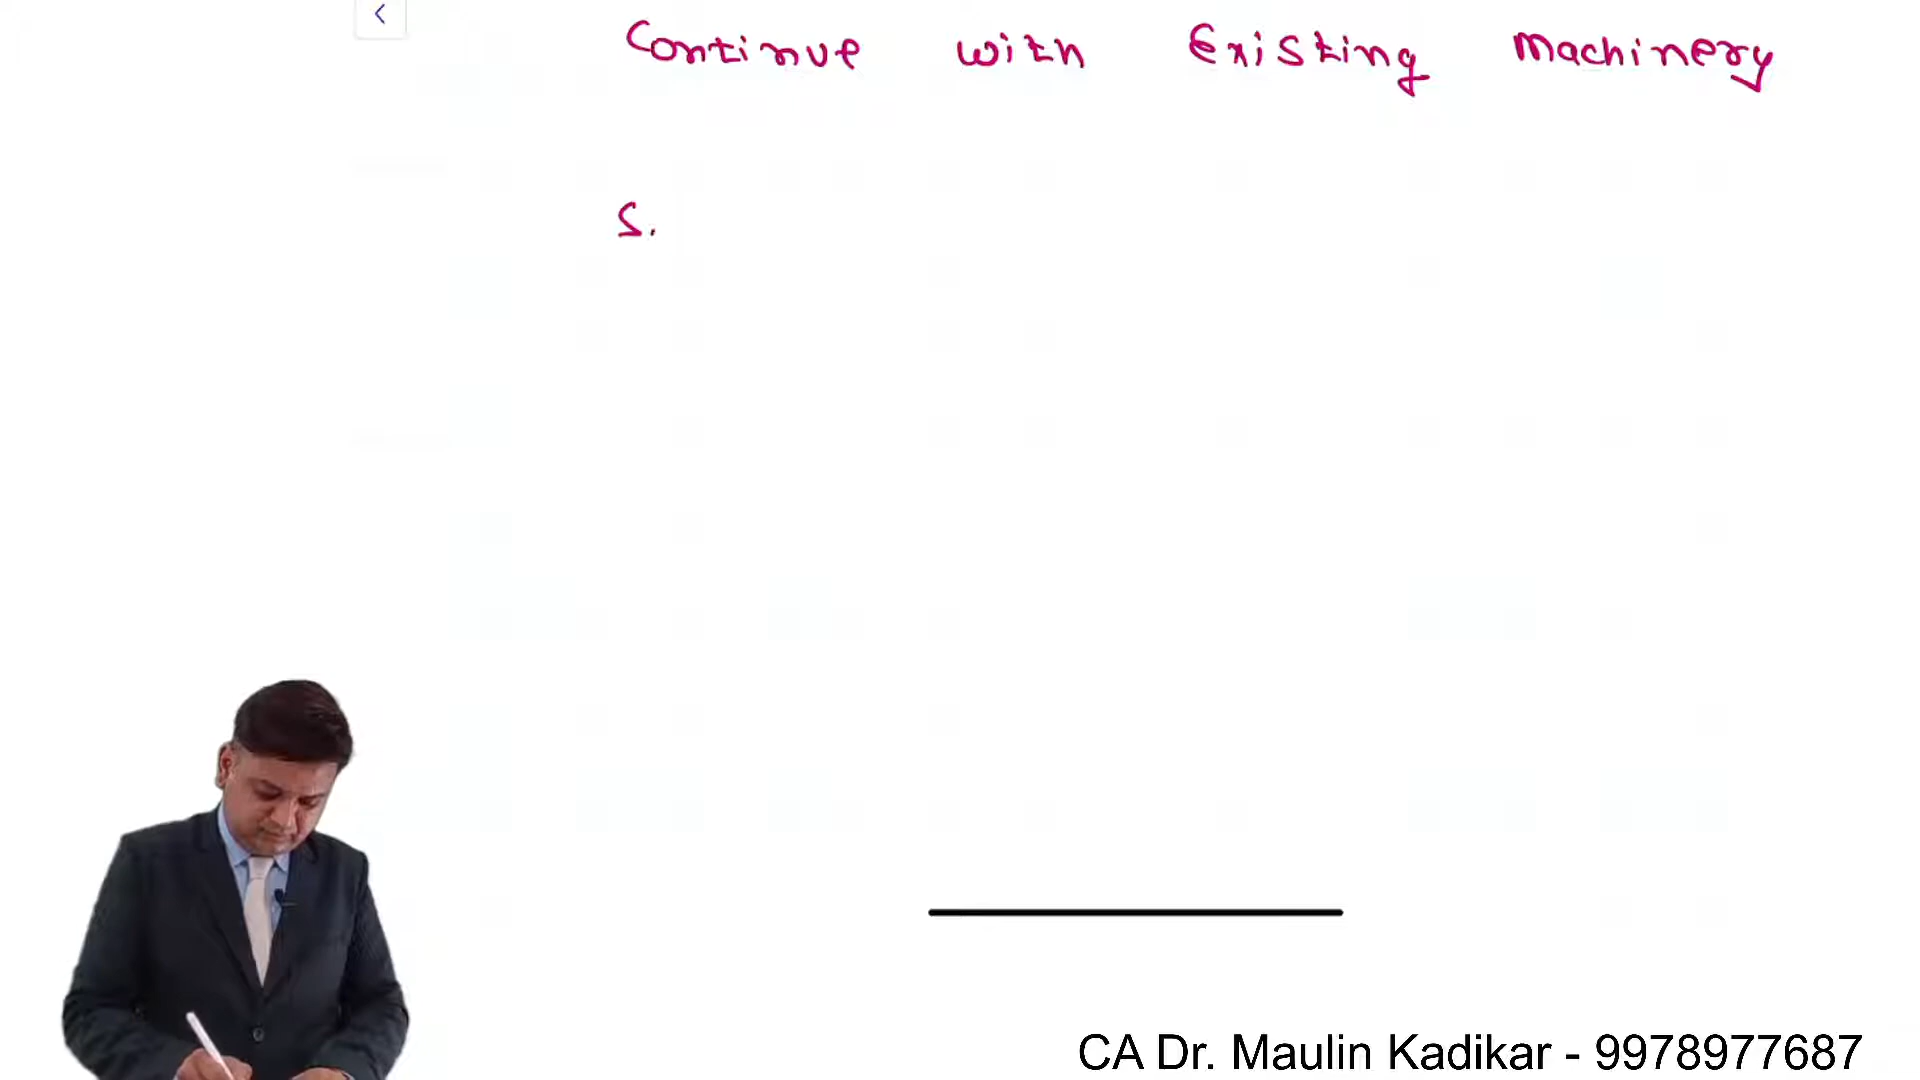 Continue with Existing Machinery
S.
CA Dr. Maulin Kadikar - 9978977687